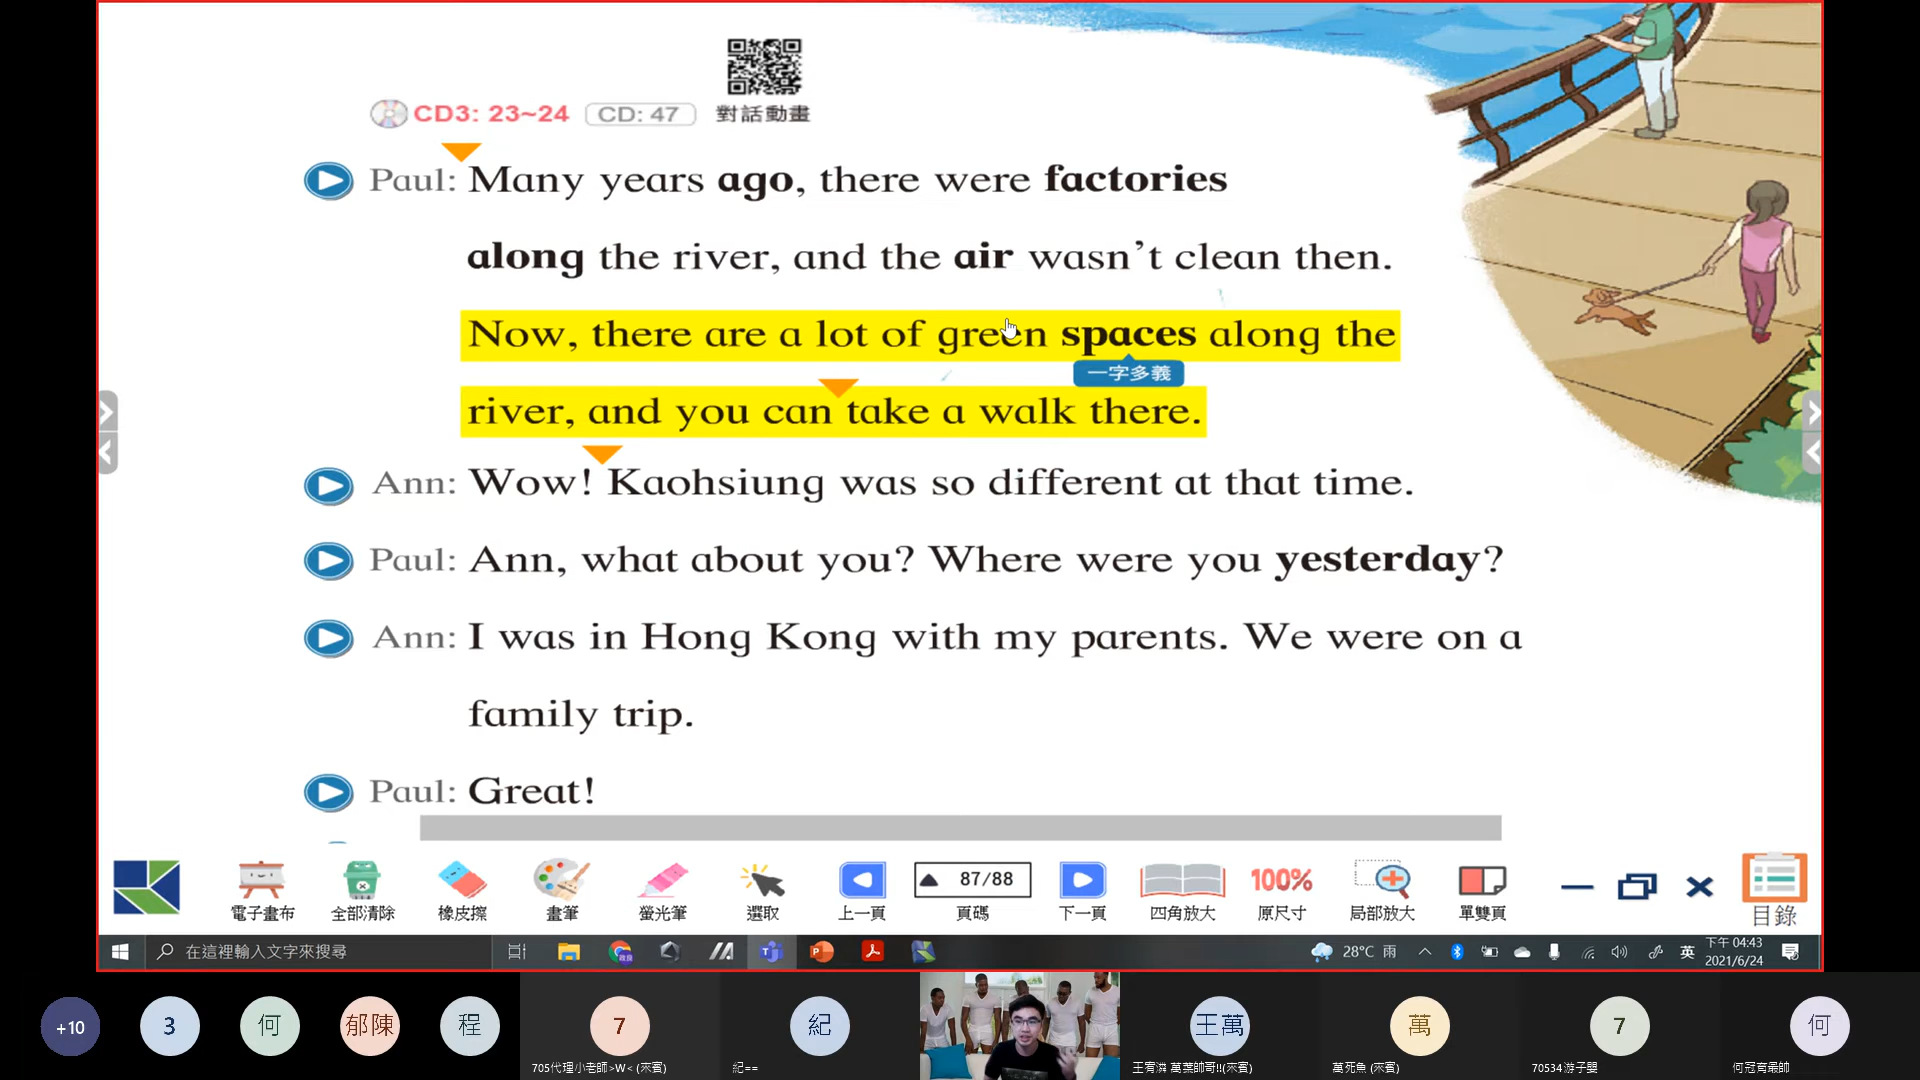 CD3: 23~24 CD: 47 對話動畫
Paul: Many years ago, there were factories
along the river, and the air wasn't clean then.
Now, there are a lot of green spaces along the
一字多義
river, and you can take a walk there.
Ann: Wow! Kaohsiung was so different at that time.
Paul: Ann, what about you? Where were you yesterday?
Ann: I was in Hong Kong with my parents. We were on a
family trip.
Paul: Great!
100%
87/88
電子畫布 全部清除 橡皮擦 畫筆 螢光筆 選取 上一頁 頁碼 下一頁 四角放大 原尺寸 局部放大 單雙頁 目錄
在這裡輸入文字來搜尋 28°C 雨 英 下午 04:43
2021/6/24
+10 3 何 郁陳 程 7 紀 王萬 萬 7 何
705代理小老師>W< (來賓) 紀== 萬死魚 (來賓) 70534游子嬰 何冠宥最帥